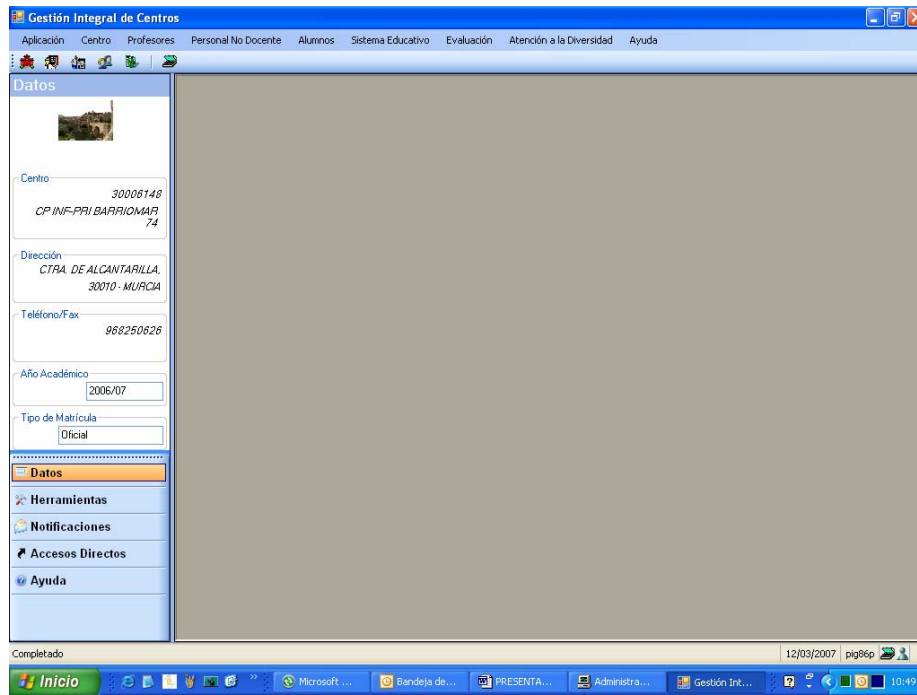 Gestión Integral de Centros
Aplicación Centro Profesores Personal No Docente Alumnos Sistema Educativo Evaluación Atención a la Diversidad Ayuda
Datos
Centro
30006148
CP INF-PRI BARRIOMAR
74
Dirección
CTRA. DE ALCANTARILLA,
30010 - MURCIA
Teléfono/Fax
968250626
Año Académico
2006/07
Tipo de Matrícula
Oficial
Datos
Herramientas
Notificaciones
Accesos Directos
Ayuda
Completado 12/03/2007 pig86p
Inicio Microsoft ... Bandeja de... PRESENTA... Administra... Gestión Int... 10:49